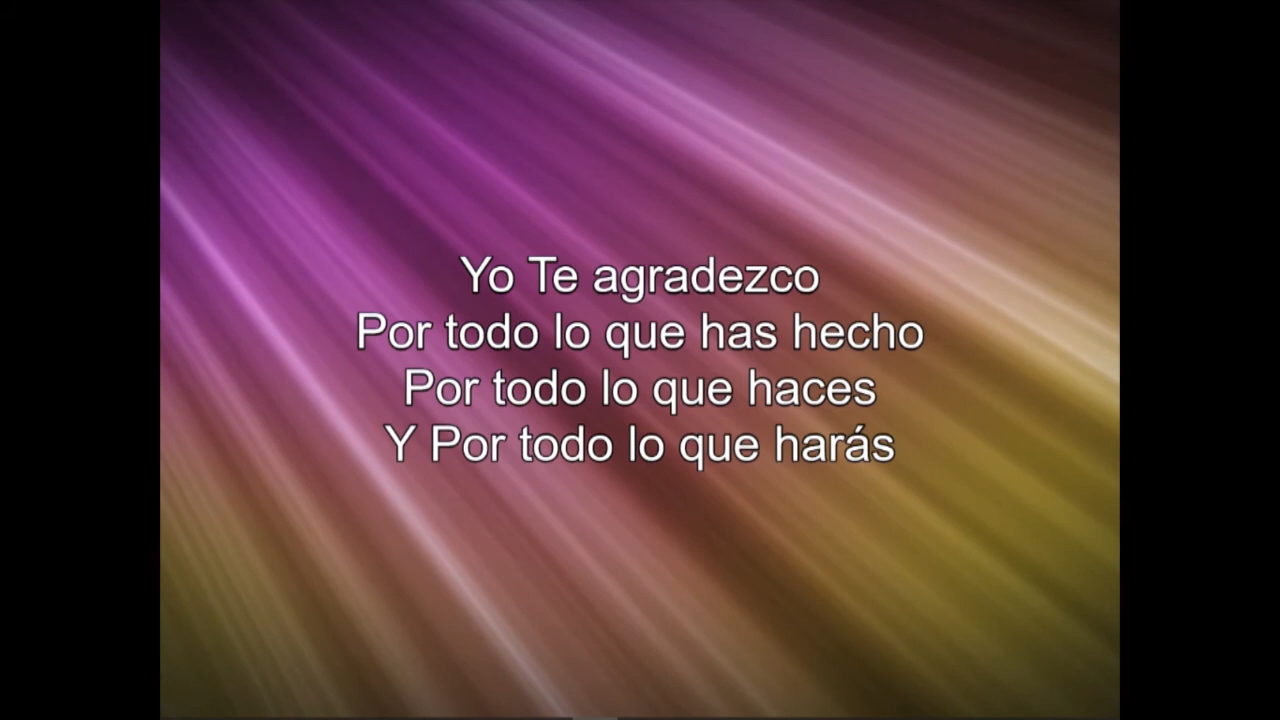 Yo Te agradezco
Por todo lo que has hecho
Por todo lo que haces
Y Por todo lo que harás